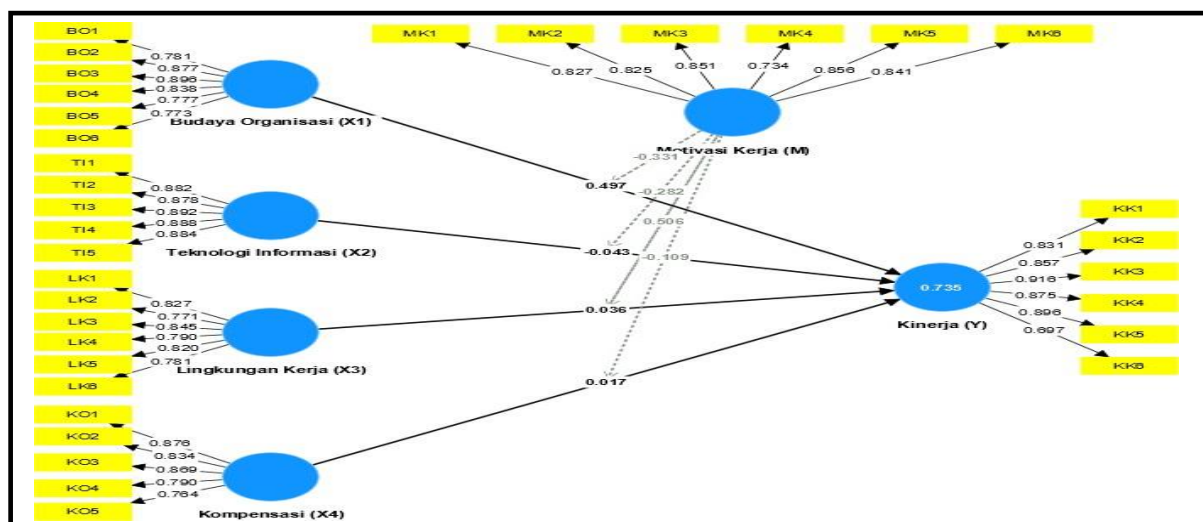 BO1
BO2
BO3
BO4
BO5
BO6
0.781
0.877
0.896
0.838
0.777
0.773
Budaya Organisasi (X1)
MK1
MK2
MK3
MK4
MK5
MK6
0.827
0.825
0.851
0.734
0.856
0.841
Motivasi Kerja (M)
TI1
TI2
TI3
TI4
TI5
0.882
0.878
0.892
0.888
0.884
Teknologi Informasi (X2)
-0.331
0.497
-0.282
0.506
-0.043
-0.109
0.036
0.017
LK1
LK2
LK3
LK4
LK5
LK6
0.827
0.771
0.845
0.790
0.820
0.781
Lingkungan Kerja (X3)
KO1
KO2
KO3
KO4
KO5
0.876
0.834
0.869
0.790
0.764
Kompensasi (X4)
0.735
Kinerja (Y)
0.831
0.857
0.916
0.875
0.896
0.697
KK1
KK2
KK3
KK4
KK5
KK6